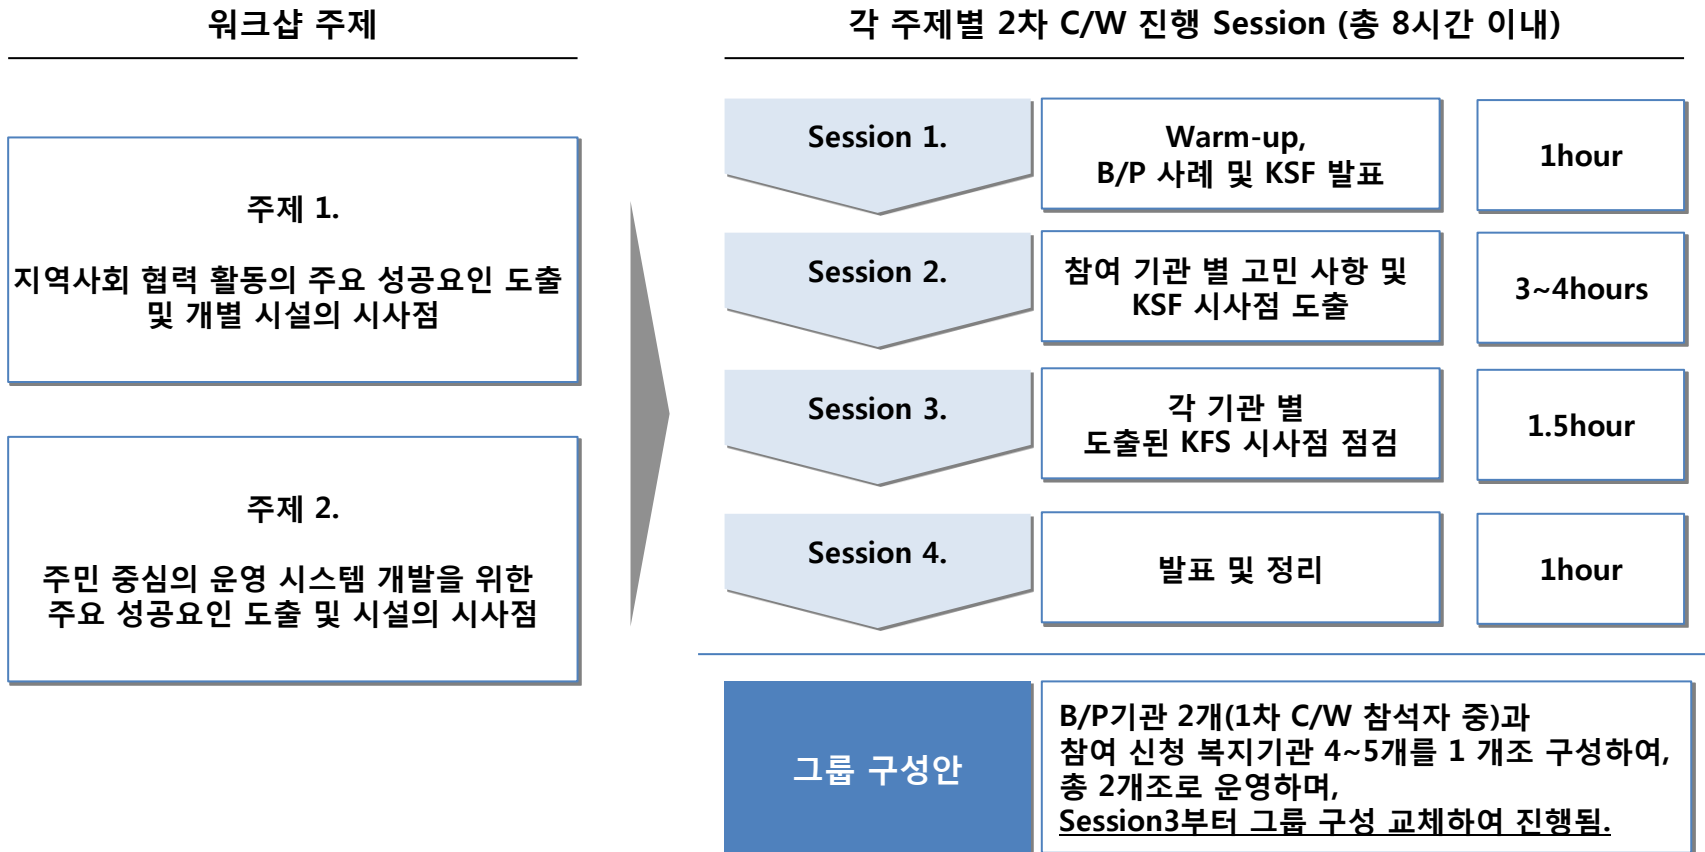 워크샵 주제
각 주제별 2차 C/W 진행 Session (총 8시간 이내)
주제 1.
지역사회 협력 활동의 주요 성공요인 도출
및 개별 시설의 시사점
주제 2.
주민 중심의 운영 시스템 개발을 위한
주요 성공요인 도출 및 시설의 시사점
Session 1.
Warm-up,
B/P 사례 및 KSF 발표
1hour
Session 2.
참여 기관 별 고민 사항 및
KSF 시사점 도출
3~4hours
Session 3.
각 기관 별
도출된 KFS 시사점 점검
1.5hour
Session 4.
발표 및 정리
1hour
그룹 구성안
B/P기관 2개(1차 C/W 참석자 중)과
참여 신청 복지기관 4~5개를 1 개조 구성하여,
총 2개조로 운영하며,
Session3부터 그룹 구성 교체하여 진행됨.